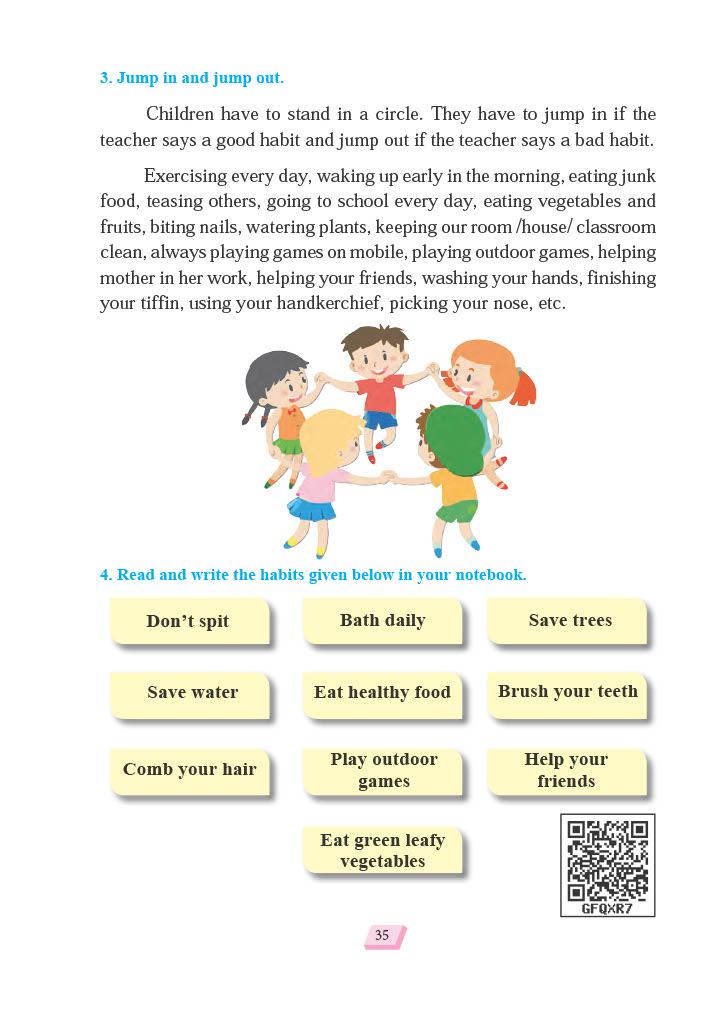 3. Jump in and jump out.
Children have to stand in a circle. They have to jump in if the
teacher says a good habit and jump out if the teacher says a bad habit.
Exercising every day, waking up early in the morning, eating junk
food, teasing others, going to school every day, eating vegetables and
fruits, biting nails, watering plants, keeping our room /house/ classroom
clean, always playing games on mobile, playing outdoor games, helping
mother in her work, helping your friends, washing your hands, finishing
your tiffin, using your handkerchief, picking your nose, etc.
4. Read and write the habits given below in your notebook.
Don't spit
Bath daily
Save trees
Save water
Eat healthy food
Brush your teeth
Comb your hair
Play outdoor
games
Help your
friends
Eat green leafy
vegetables
GFQXR7
35